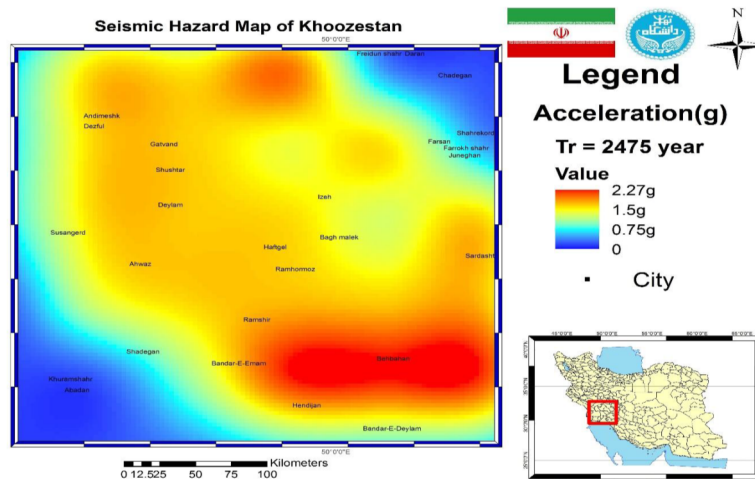 Seismic Hazard Map of Khoozestan
50°0'0"E
Freidun shahr Daran
Chadegan
Andimeshk
Dezful
Shahrekord
Gatvand
Farsan
Farrokh shahr
Juneghan
Shushtar
Izeh
Deylam
Susangerd
Bagh malek
Haftgel
Sardasht
Ahwaz
Ramhormoz
Ramshir
Shadegan
Bandar-E-Emam
Behbahan
Khuramshahr
Abadan
Hendijan
Bandar-E-Deylam
50°0'0"E
Kilometers
0 12.525 50 75 100
N
Legend
Acceleration(g)
Tr = 2475 year
Value
2.27g
1.5g
0.75g
0
City